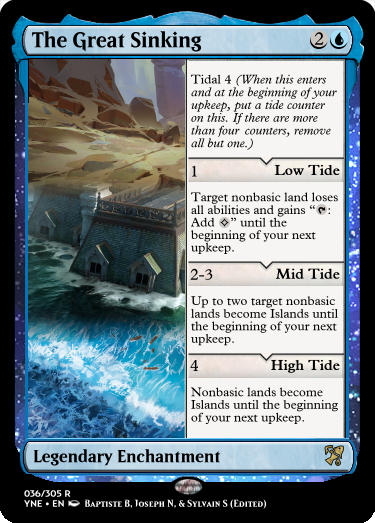 The Great Sinking 2
Tidal 4 (When this enters
and at the beginning of your
upkeep, put a tide counter
on this. If there are more
than four counters, remove
all but one.)
1 Low Tide
Target nonbasic land loses
all abilities and gains “:
Add ” until the
beginning of your next
upkeep.
2-3 Mid Tide
Up to two target nonbasic
lands become Islands until
the beginning of your next
upkeep.
4 High Tide
Nonbasic lands become
Islands until the beginning
of your next upkeep.
Legendary Enchantment
036/305 R
YNE • EN Baptiste B, Joseph N, & Sylvain S (Edited)